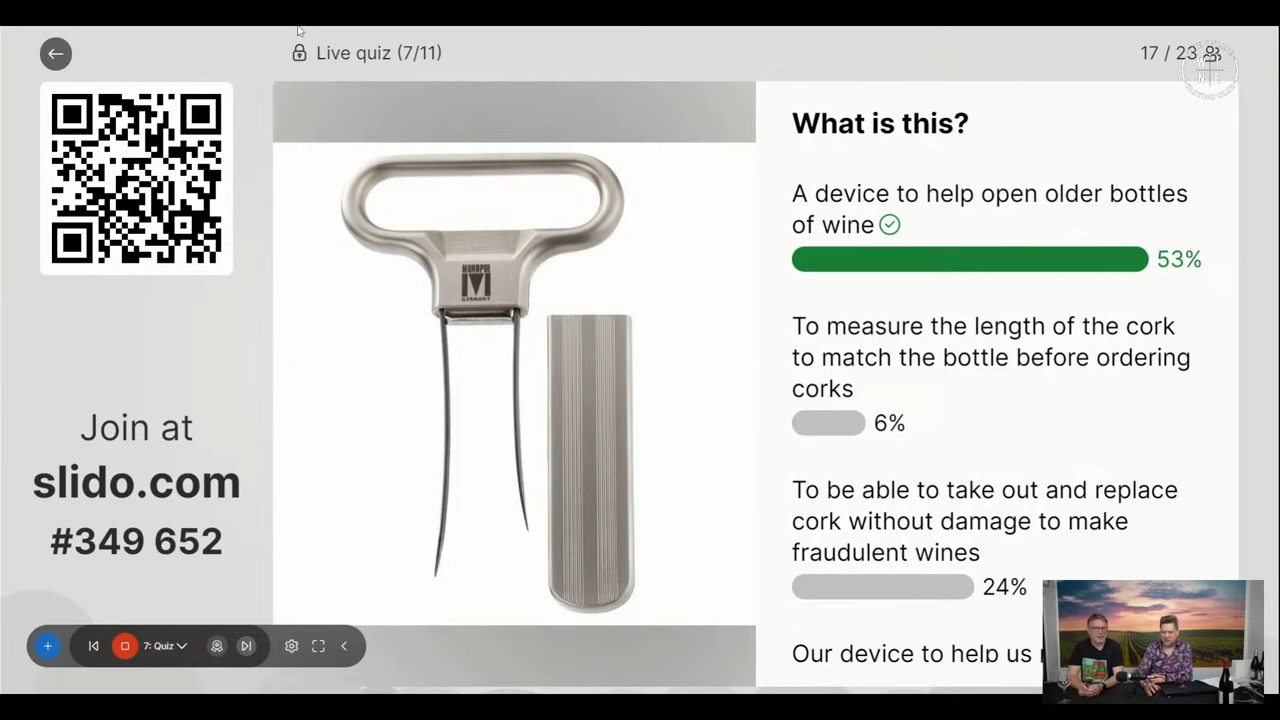 Live quiz (7/11)
17 / 23
What is this?
A device to help open older bottles
of wine
53%
To measure the length of the cork
to match the bottle before ordering
corks
6%
To be able to take out and replace
cork without damage to make
fraudulent wines
24%
Our device to help us
Join at
slido.com
#349 652
MONOPOL
GERMANY
7: Quiz